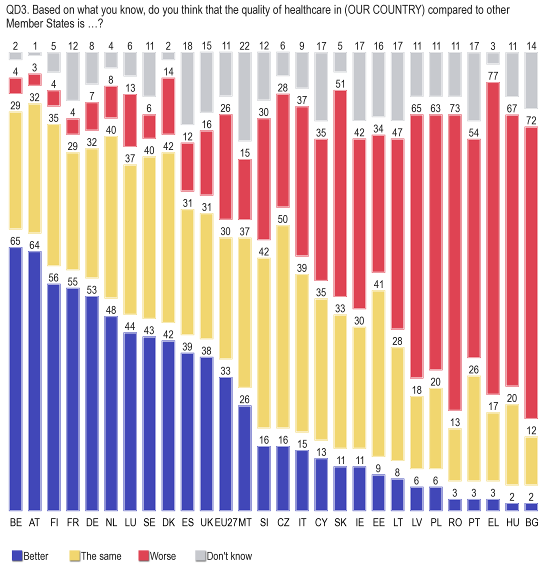 QD3. Based on what you know, do you think that the quality of healthcare in (OUR COUNTRY) compared to other
Member States is …?
2 1 5 12 8 4 6 11 2 18 15 11 22 12 6 9 17 5 17 16 17 11 11 11 17 3 11 14
4 3 4 4 7 8 13 6 14 12 16 26 15 30 28 37 35 51 42 34 47 65 63 73 54 77 67 72
29 32 35 29 32 40 37 40 42 31 31 30 37 42 50 39 35 33 30 41 28 18 20 13 26 17 20 12
65 64 56 55 53 48 44 43 42 39 38 33 26 16 16 15 13 11 11 9 8 6 6 3 3 3 2 2
BE AT FI FR DE NL LU SE DK ES UK EU27 MT SI CZ IT CY SK IE EE LT LV PL RO PT EL HU BG
Better The same Worse Don't know